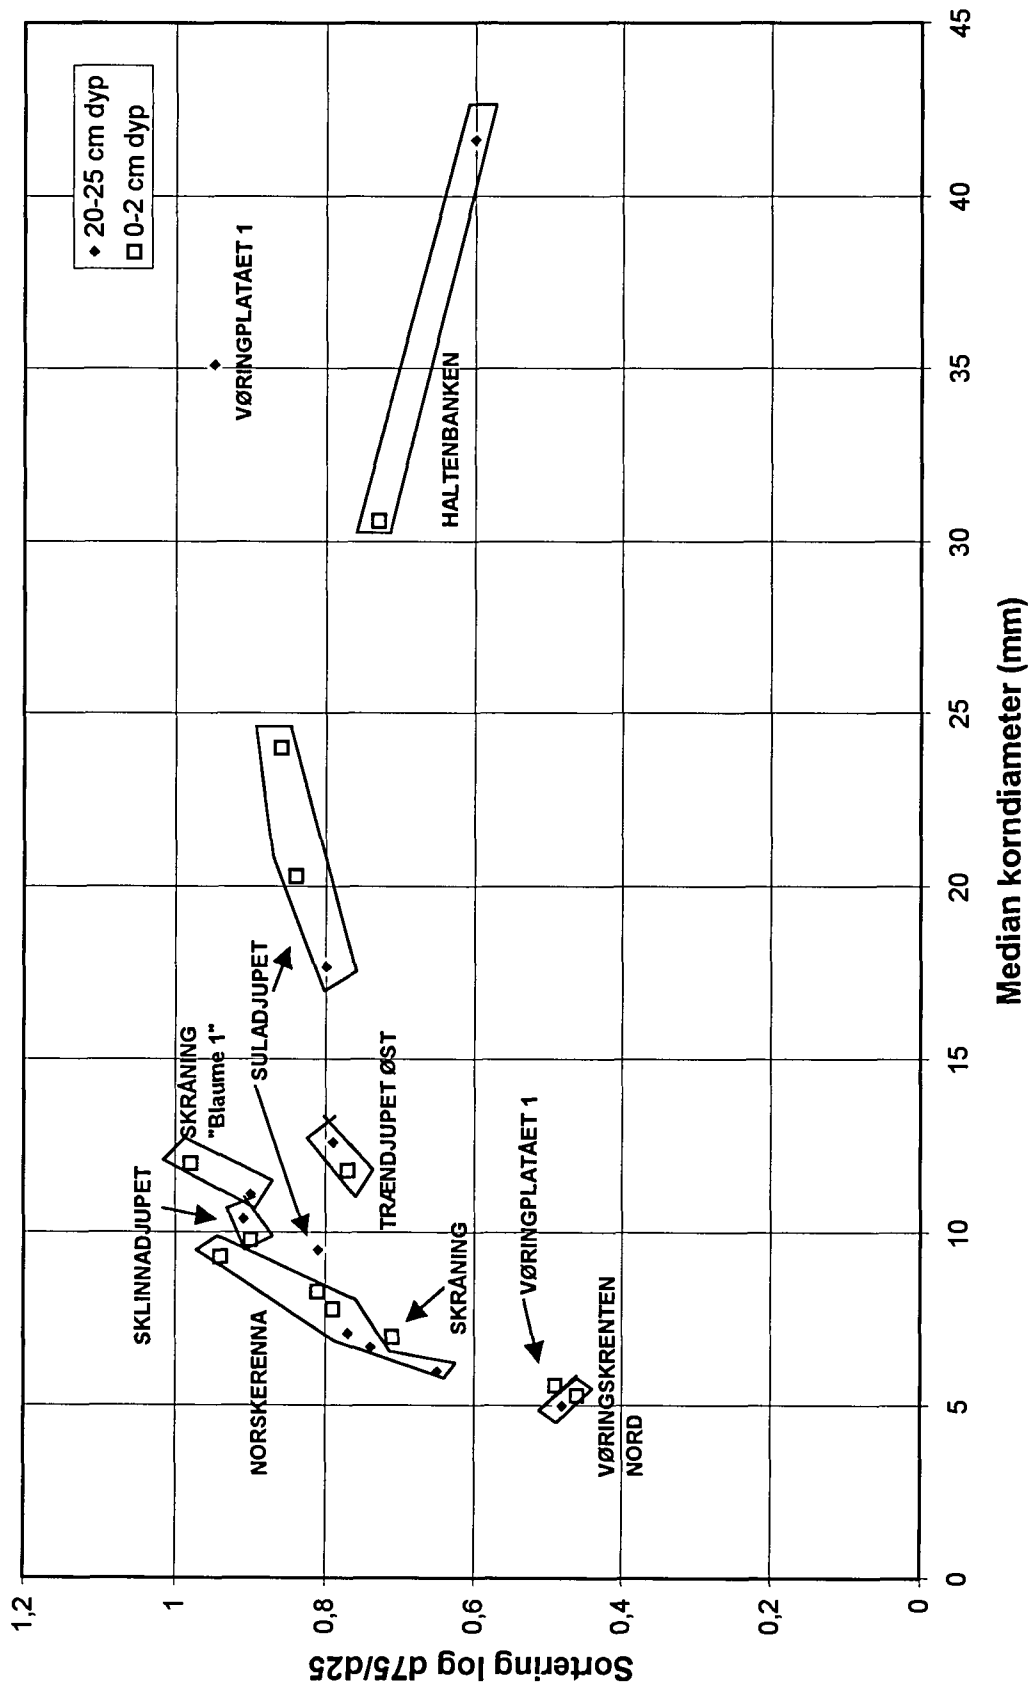 1,2
1
0,8
0,6
0,4
0,2
0
Sortering log d75/d25
0
5
10
15
20
25
30
35
40
45
Median korndiameter (mm)
20-25 cm dyp
0-2 cm dyp
SKLINNADJUPET
SKRÅNING
"Blaume 1"
NORSKERENNA
SULADJUPET
TRÆNDJUPET ØST
SKRÅNING
VØRINGPLATÅET 1
VØRINGSKRENTEN
NORD
VØRINGPLATÅET 1
HALTENBANKEN